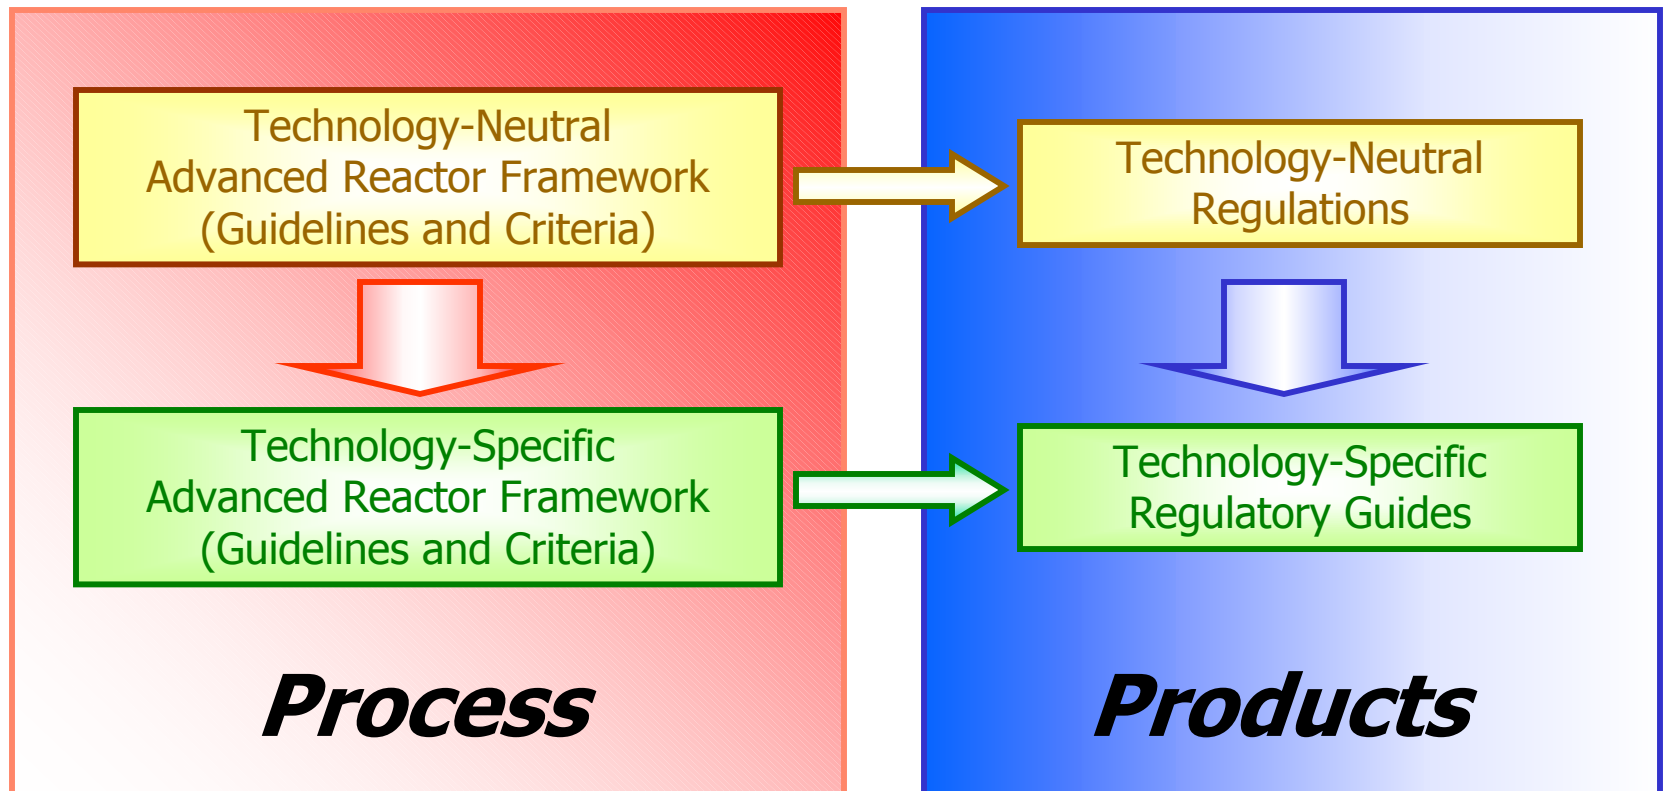 Technology-Neutral
Advanced Reactor Framework
(Guidelines and Criteria)
Technology-Specific
Advanced Reactor Framework
(Guidelines and Criteria)
Process
Technology-Neutral
Regulations
Technology-Specific
Regulatory Guides
Products